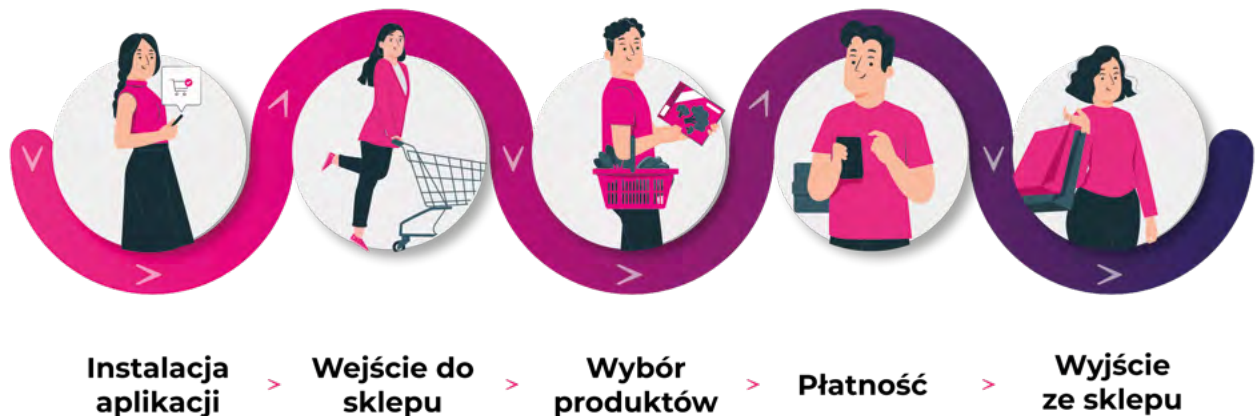 Instalacja
aplikacji
>
Wejście do
sklepu
>
Wybór
produktów
>
Płatność
>
Wyjście
ze sklepu